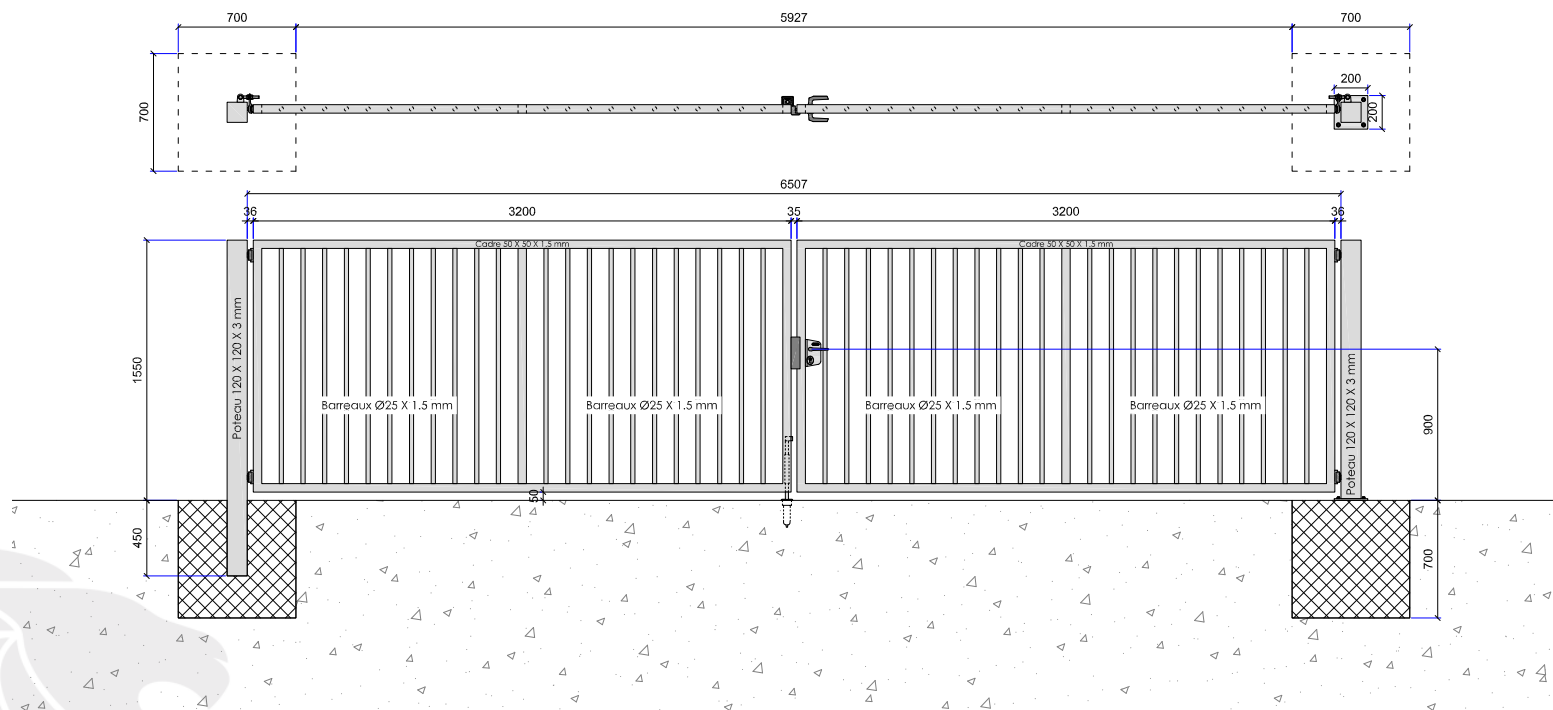 700
5927
700
700
200
200
6507
36
3200
35
3200
36
Cadre 50 X 50 X 1.5 mm
Cadre 50 X 50 X 1.5 mm
1550
Poteau 120 X 120 X 3 mm
Barreaux Ø25 X 1.5 mm
Barreaux Ø25 X 1.5 mm
Barreaux Ø25 X 1.5 mm
Barreaux Ø25 X 1.5 mm
Poteau 120 X 120 X 3 mm
900
50
450
700